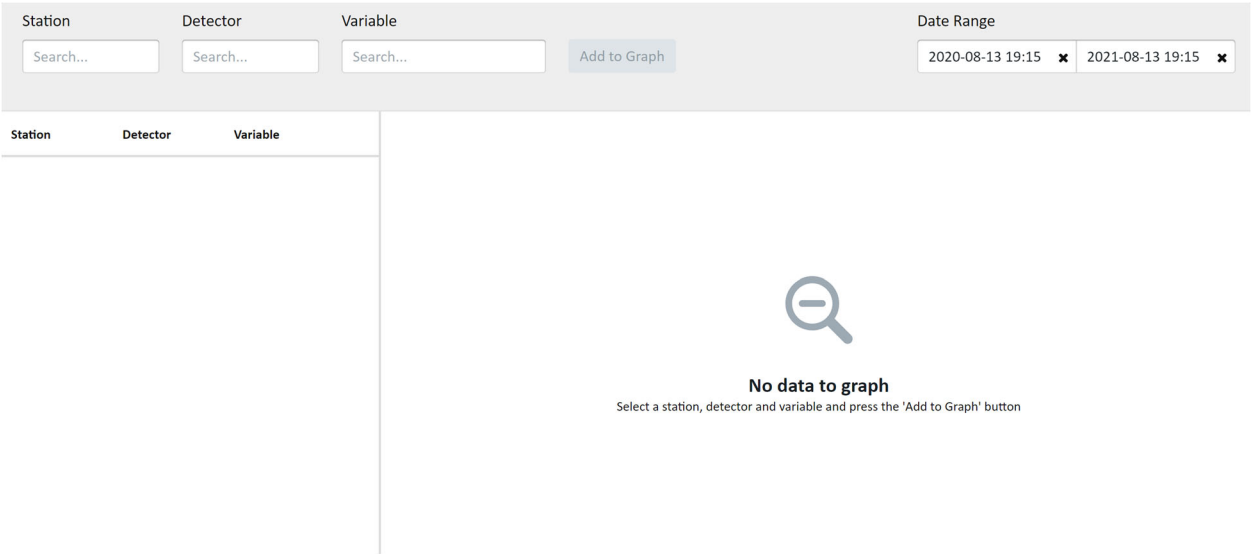 Station Detector Variable Date Range
Search... Search... Search... Add to Graph 2020-08-13 19:15 2021-08-13 19:15
Station Detector Variable
No data to graph
Select a station, detector and variable and press the 'Add to Graph' button